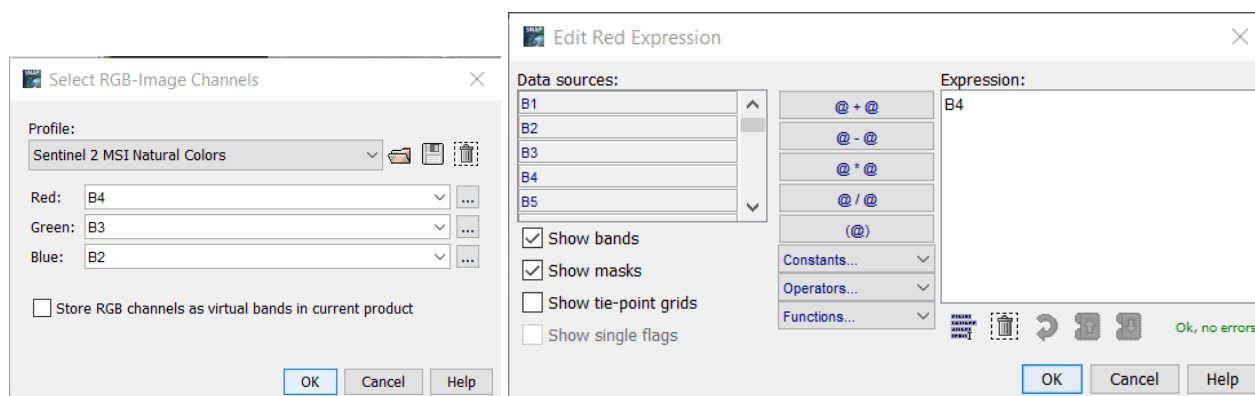 Select RGB-Image Channels
Profile:
Sentinel 2 MSI Natural Colors
Red: B4 ...
Green: B3 ...
Blue: B2 ...
Store RGB channels as virtual bands in current product
OK Cancel Help
Edit Red Expression
Data sources:
B1
B2
B3
B4
B5
Show bands
Show masks
Show tie-point grids
Show single flags
@ + @
@ - @
@ * @
@ / @
(@)
Constants...
Operators...
Functions...
Expression:
B4
Ok, no errors
OK Cancel Help